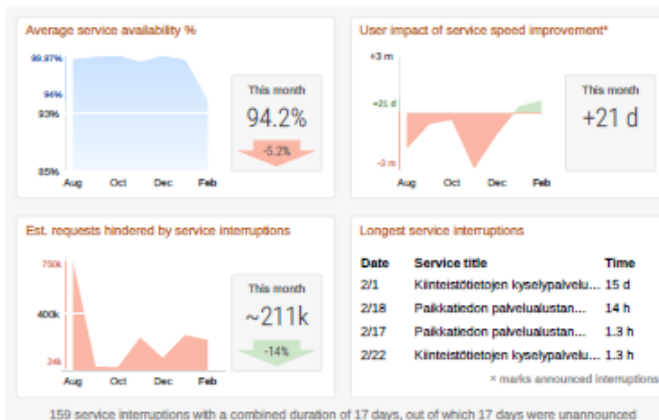 Average service availability %
99.97%
94%
93%
85%
Aug Oct Dec Feb
This month
94.2%
-5.2%
User impact of service speed improvement*
+3 m
+21 d
-3 m
Aug Oct Dec Feb
This month
+21 d
Est. requests hindered by service interruptions
750k
400k
24k
Aug Oct Dec Feb
This month
~211k
-14%
Longest service interruptions
Date Service title Time
2/1 Kiinteistötietojen kyselypalvelu... 15 d
2/18 Paikkatiedon palvelualustan... 14 h
2/17 Paikkatiedon palvelualustan... 1.3 h
2/22 Kiinteistötietojen kyselypalvelu... 1.3 h
× marks announced interruptions
159 service interruptions with a combined duration of 17 days, out of which 17 days were unannounced